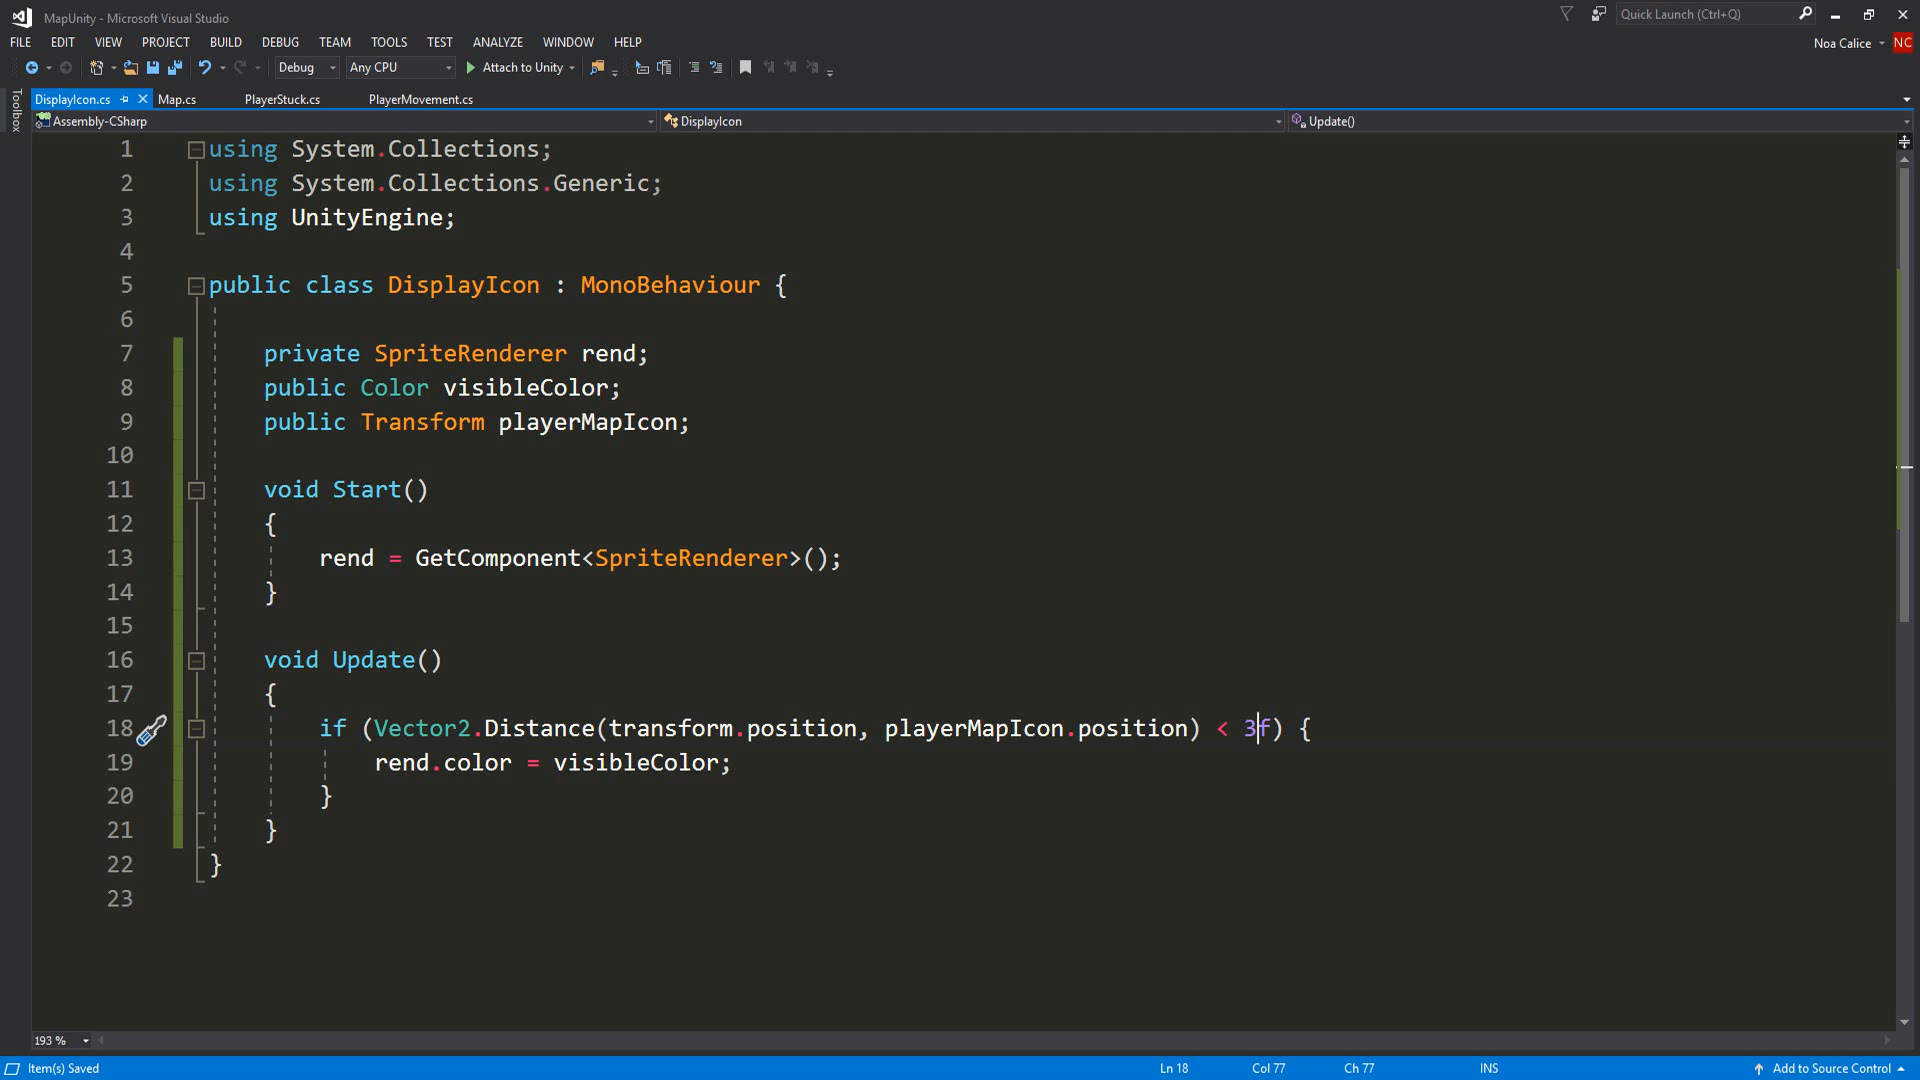 MapUnity - Microsoft Visual Studio
Quick Launch (Ctrl+Q)
FILE EDIT VIEW PROJECT BUILD DEBUG TEAM TOOLS TEST ANALYZE WINDOW HELP
Noa Calice NC
Debug Any CPU Attach to Unity
Toolbox
DisplayIcon.cs Map.cs PlayerStuck.cs PlayerMovement.cs
Assembly-CSharp DisplayIcon Update()
1 using System.Collections;
2 using System.Collections.Generic;
3 using UnityEngine;
4
5 public class DisplayIcon : MonoBehaviour {
6
7 private SpriteRenderer rend;
8 public Color visibleColor;
9 public Transform playerMapIcon;
10
11 void Start()
12 {
13 rend = GetComponent<SpriteRenderer>();
14 }
15
16 void Update()
17 {
18 if (Vector2.Distance(transform.position, playerMapIcon.position) < 3f) {
19 rend.color = visibleColor;
20 }
21 }
22 }
23
193 %
Item(s) Saved Ln 18 Col 77 Ch 77 INS Add to Source Control